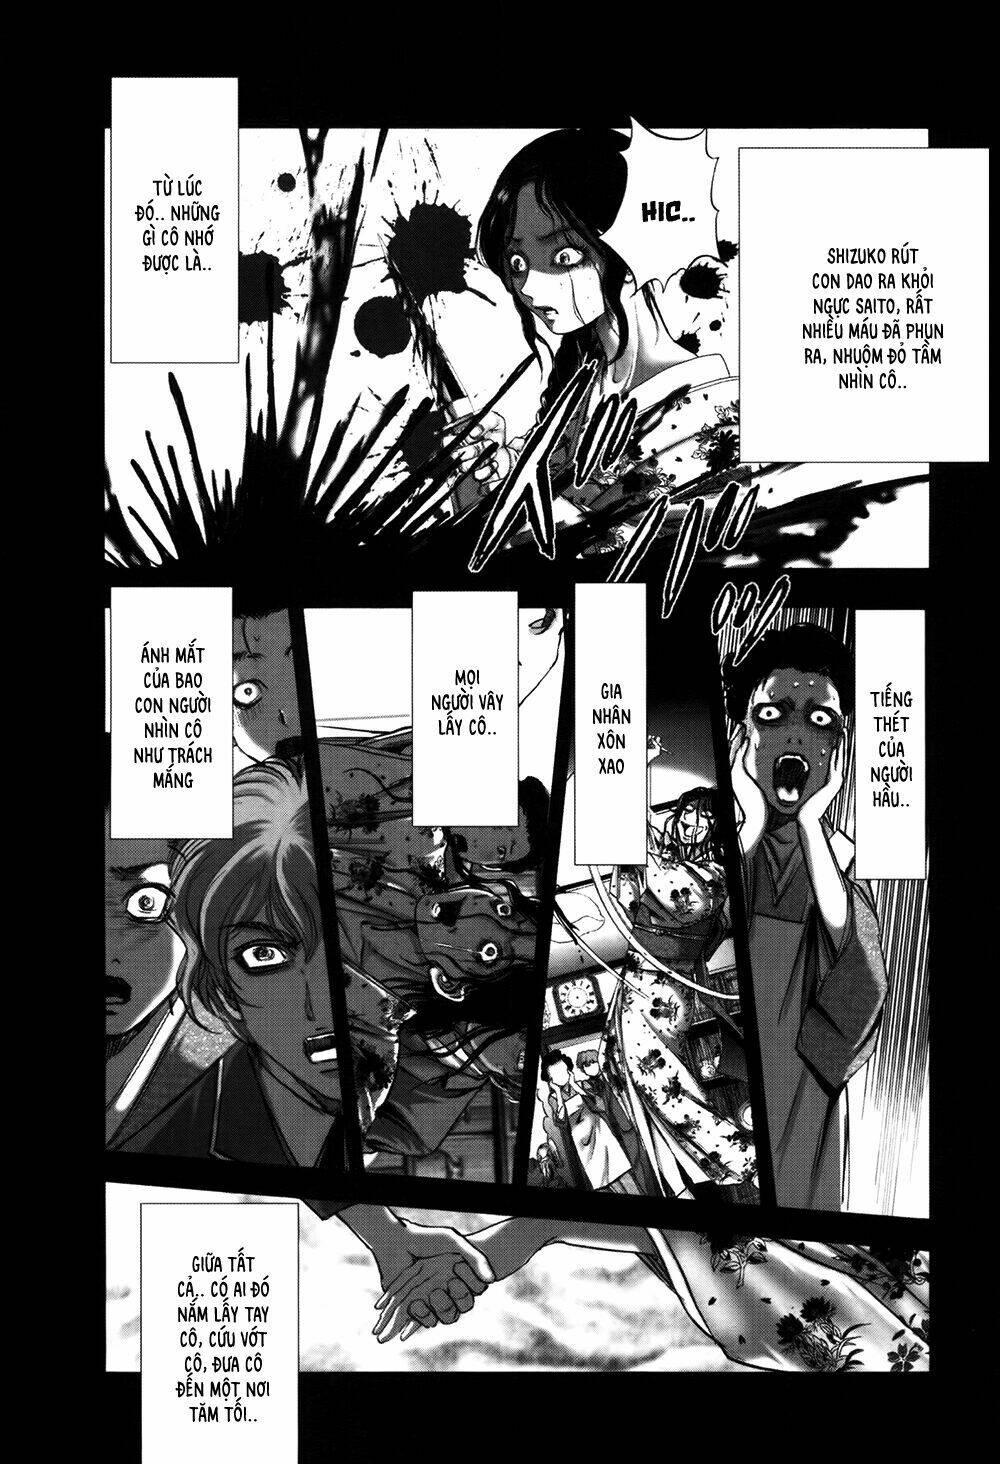 HIC..
SHIZUKO RÚT
CON DAO RA KHỎI
NGỰC SAITO, RẤT
NHIỀU MÁU ĐÃ PHỤN
RA, NHUỘM ĐỎ TẦM
NHÌN CÔ..
TỪ LÚC
ĐÓ.. NHỮNG
GÌ CÔ NHỚ
ĐƯỢC LÀ..
TIẾNG
THÉT
CỦA
NGƯỜI
HẦU..
GIA
NHÂN
XÔN
XAO
MỌI
NGƯỜI VÂY
LẤY CÔ..
ÁNH MẮT
CỦA BAO
CON NGƯỜI
NHÌN CÔ
NHƯ TRÁCH
MẮNG
GIỮA TẤT
CẢ.. CÓ AI ĐÓ
NẮM LẤY TAY
CÔ, CỨU VỚT
CÔ, ĐƯA CÔ
ĐẾN MỘT NƠI
TĂM TỐI..